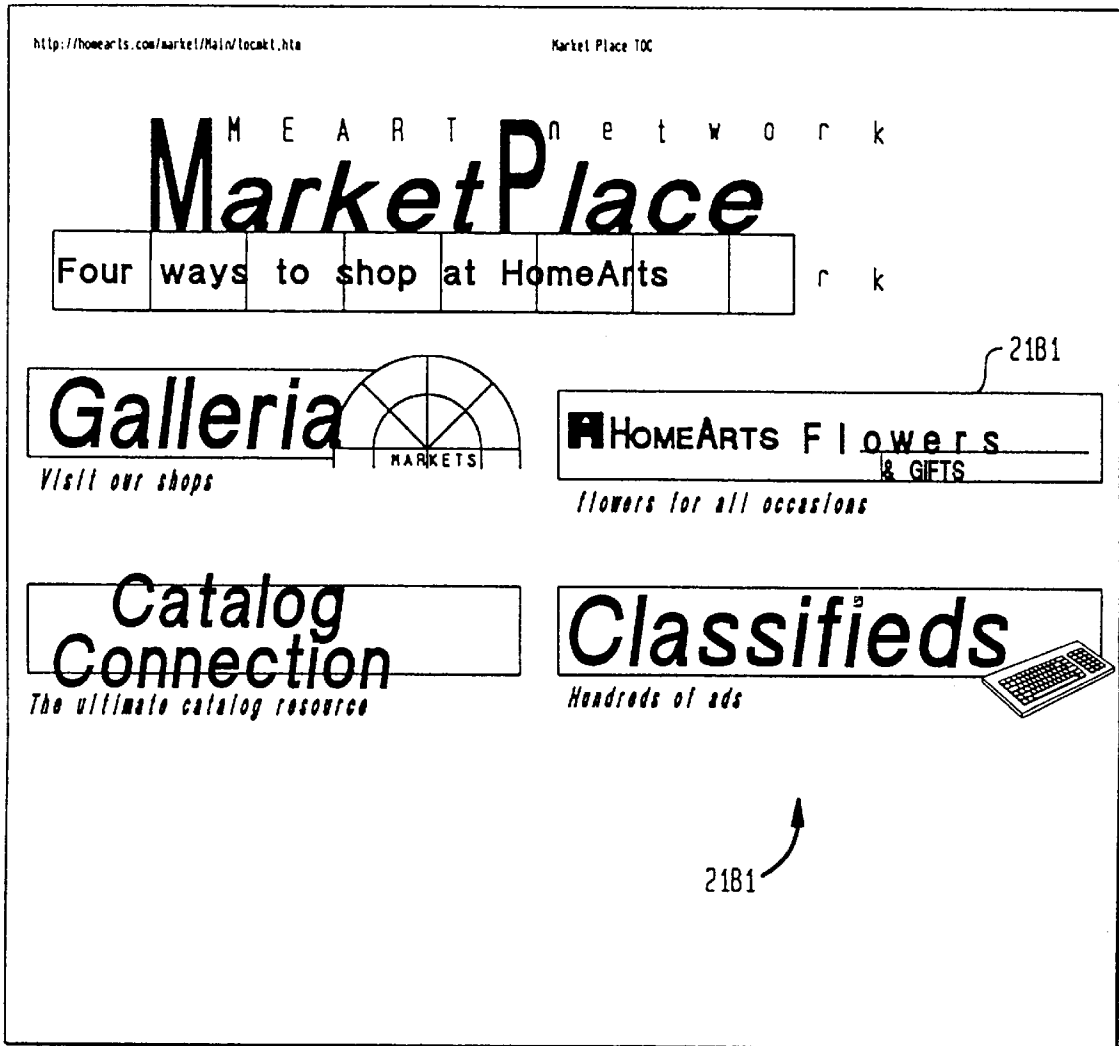 http://homearts.com/market/Main/tocmkt.htm Market Place TOC
MEART network
MarketPlace
Four ways to shop at HomeArts r k
21B1
Galleria
MARKETS
Visit our shops
HOMEARTS Flowers
& GIFTS
flowers for all occasions
Catalog
Connection
The ultimate catalog resource
Classifieds
Hundreds of ads
21B1